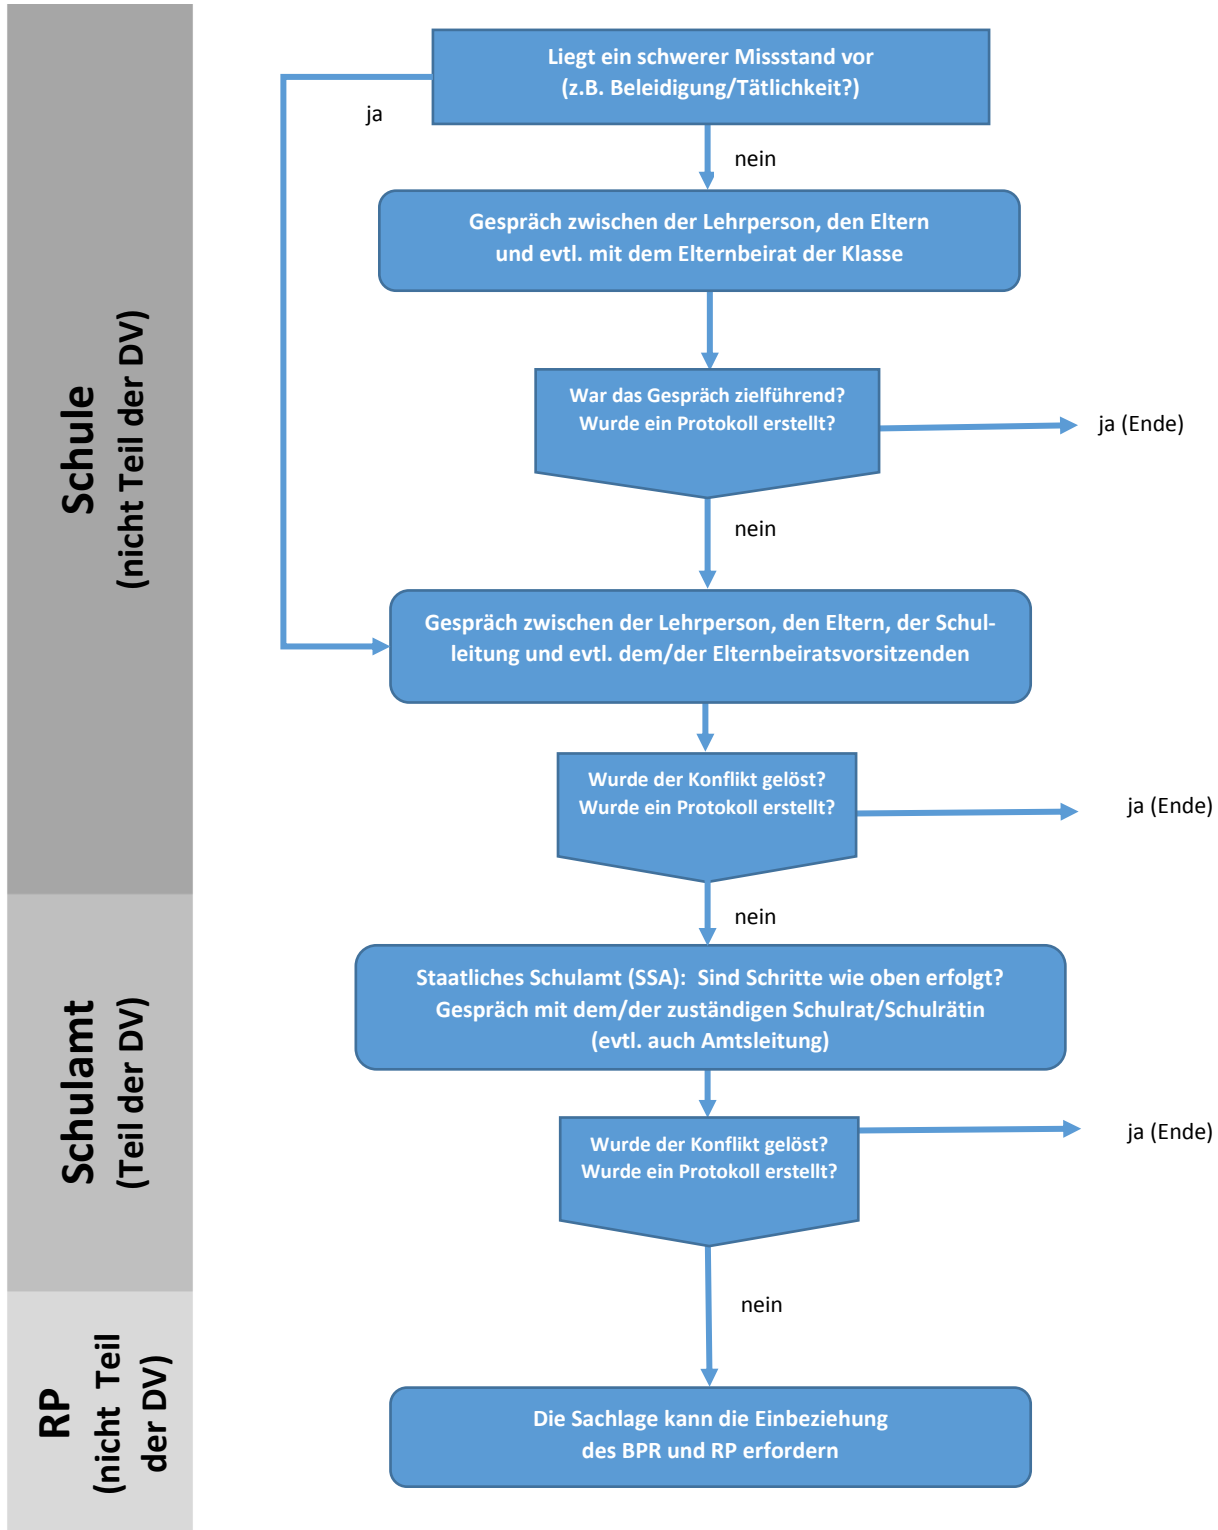 Liegt ein schwerer Missstand vor
(z.B. Beleidigung/Tätlichkeit?)
ja
nein
Gespräch zwischen der Lehrperson, den Eltern
und evtl. mit dem Elternbeirat der Klasse
Schule
(nicht Teil der DV)
War das Gespräch zielführend?
Wurde ein Protokoll erstellt?
ja (Ende)
nein
Gespräch zwischen der Lehrperson, den Eltern, der Schul-
leitung und evtl. dem/der Elternbeiratsvorsitzenden
Wurde der Konflikt gelöst?
Wurde ein Protokoll erstellt?
ja (Ende)
nein
Schulamt
(Teil der DV)
Staatliches Schulamt (SSA):  Sind Schritte wie oben erfolgt?
Gespräch mit dem/der zuständigen Schulrat/Schulrätin
(evtl. auch Amtsleitung)
Wurde der Konflikt gelöst?
Wurde ein Protokoll erstellt?
ja (Ende)
nein
RP
(nicht Teil
der DV)
Die Sachlage kann die Einbeziehung
des BPR und RP erfordern